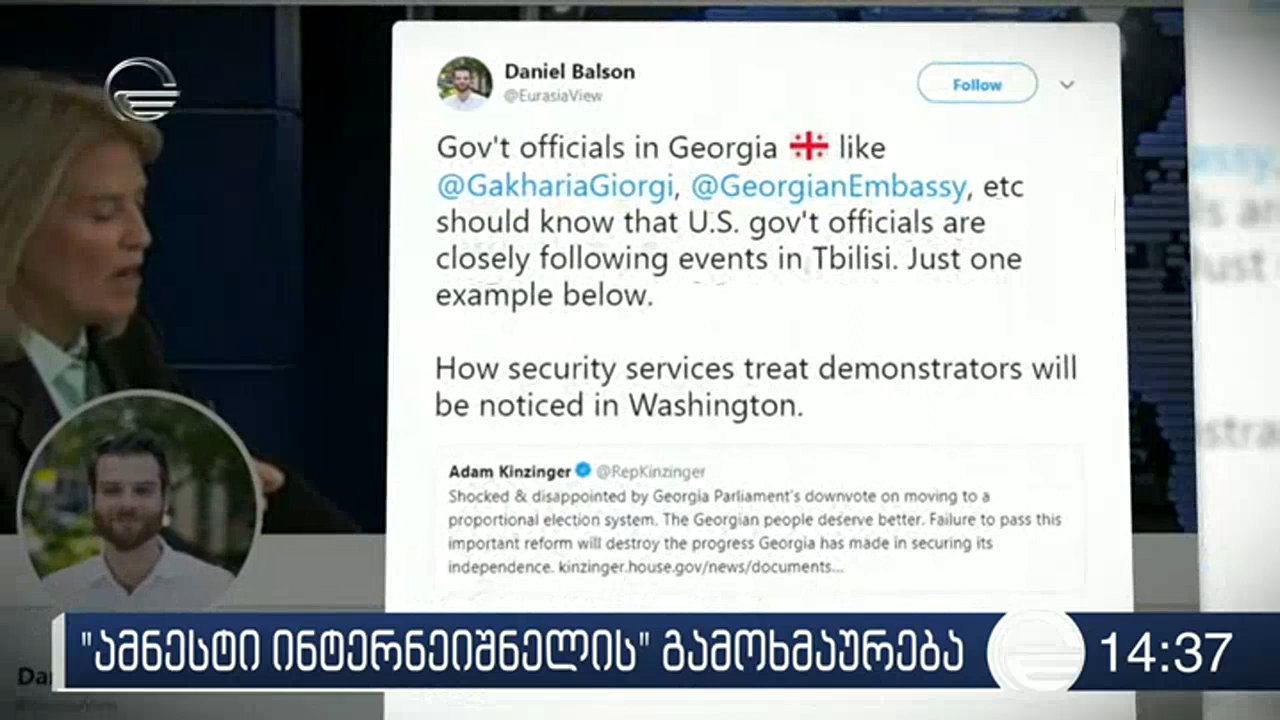 Daniel Balson
@EurasiaView
Follow
Gov't officials in Georgia like
@GakhariaGiorgi, @GeorgianEmbassy, etc
should know that U.S. gov't officials are
closely following events in Tbilisi. Just one
example below.
How security services treat demonstrators will
be noticed in Washington.
Adam Kinzinger @RepKinzinger
Shocked & disappointed by Georgia Parliament's downvote on moving to a
proportional election system. The Georgian people deserve better. Failure to pass this
important reform will destroy the progress Georgia has made in securing its
independence. kinzinger.house.gov/news/documents...
"ამნესტი ინტერნეიშნელის" გამოხმაურება
14:37